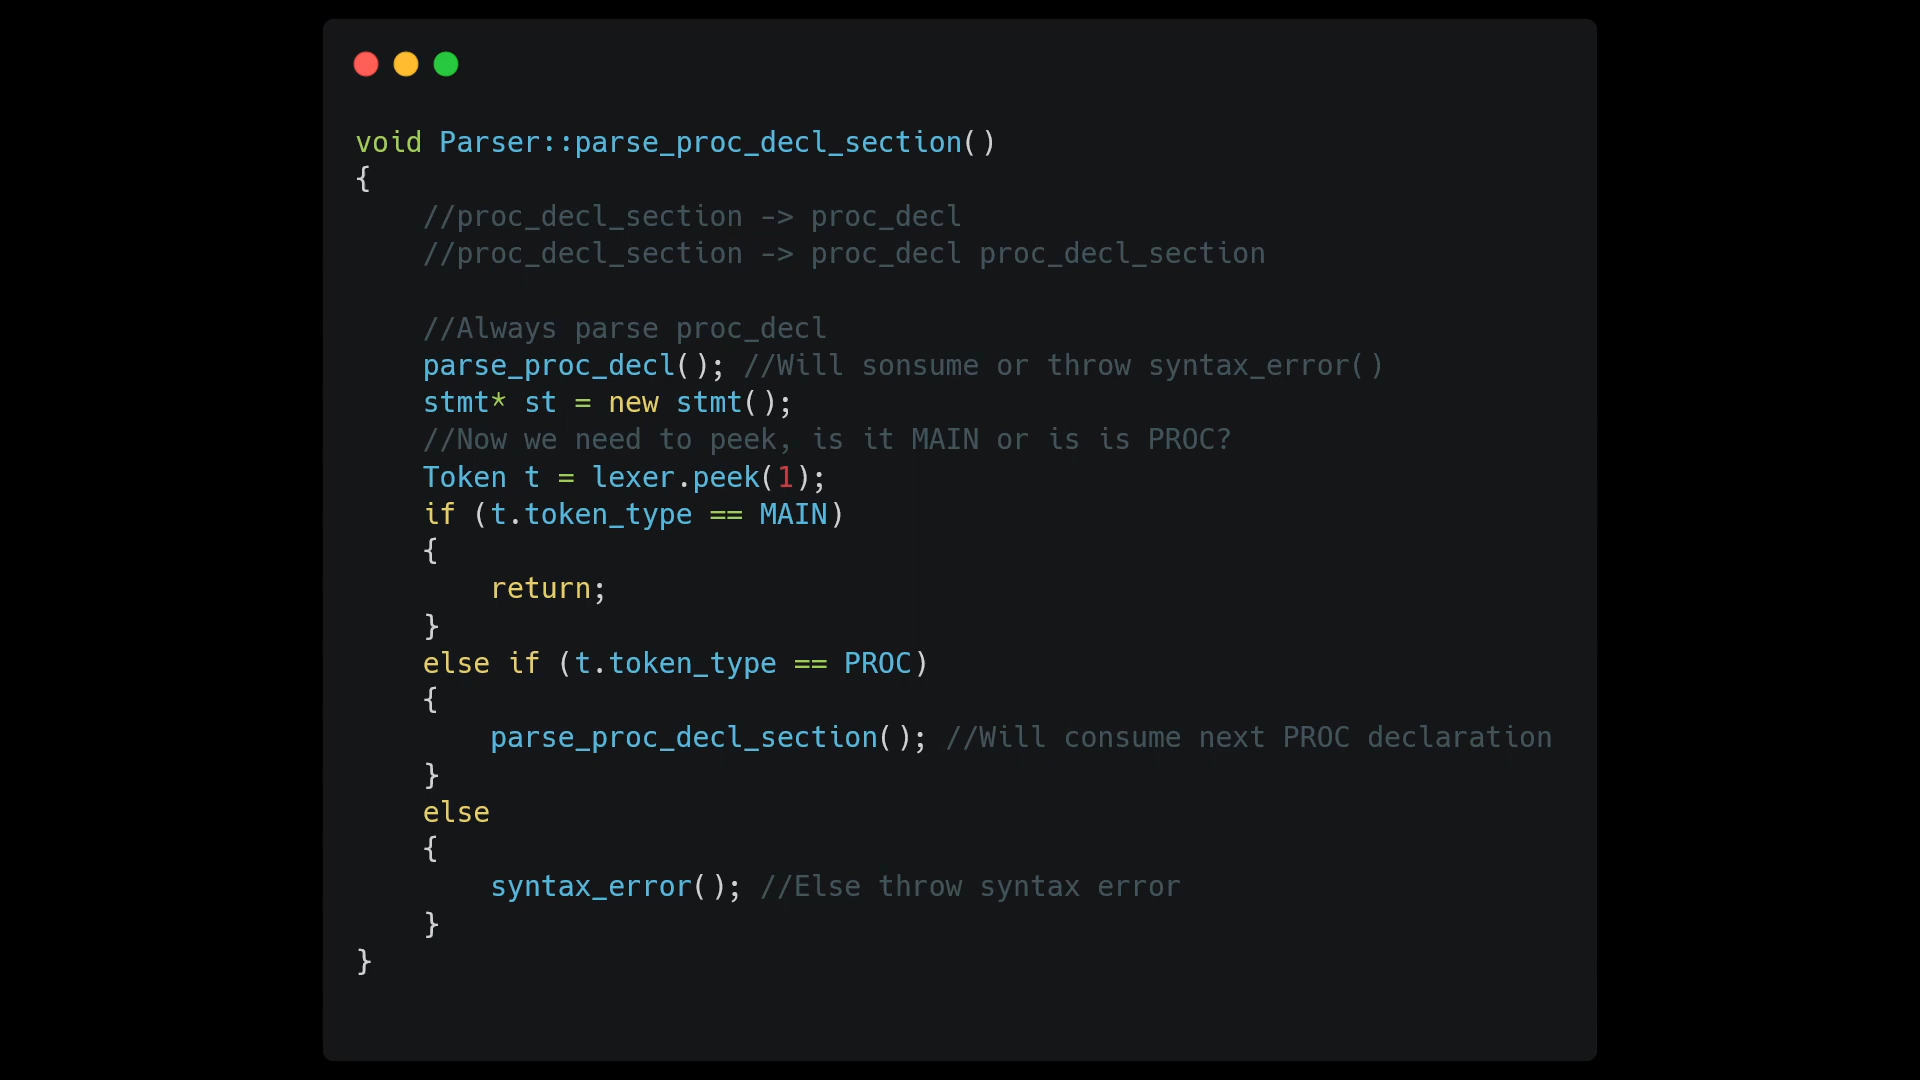 void Parser::parse_proc_decl_section()
{
    //proc_decl_section -> proc_decl
    //proc_decl_section -> proc_decl proc_decl_section

    //Always parse proc_decl
    parse_proc_decl(); //Will sonsume or throw syntax_error()
    stmt* st = new stmt();
    //Now we need to peek, is it MAIN or is is PROC?
    Token t = lexer.peek(1);
    if (t.token_type == MAIN)
    {
        return;
    }
    else if (t.token_type == PROC)
    {
        parse_proc_decl_section(); //Will consume next PROC declaration
    }
    else
    {
        syntax_error(); //Else throw syntax error
    }
}